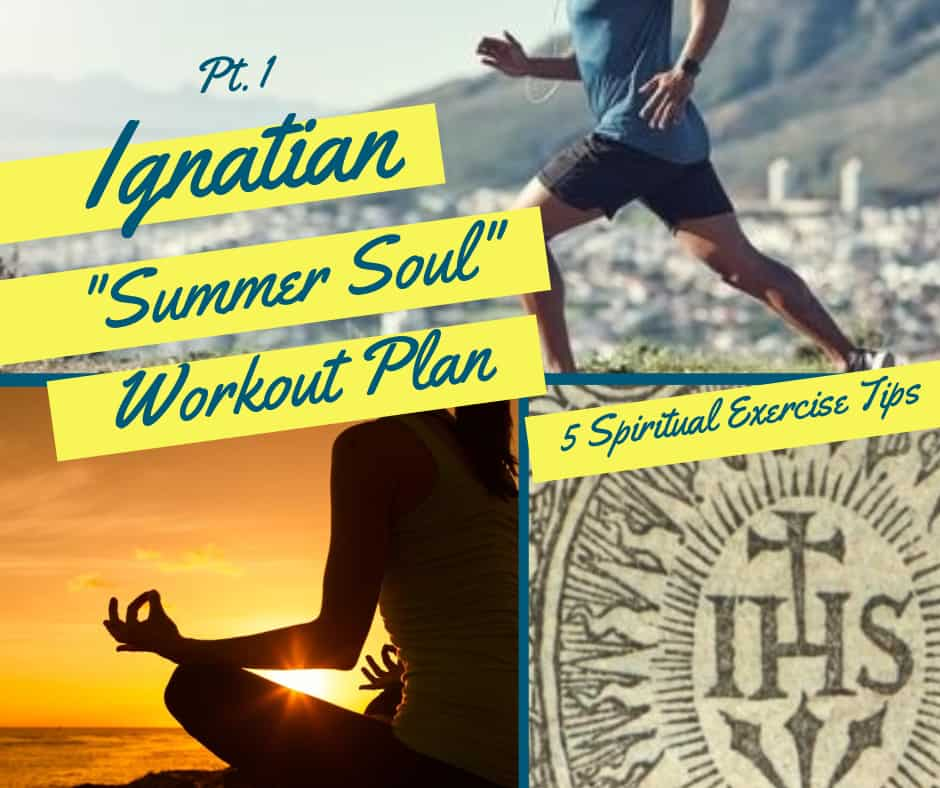 Pt. 1
Ignatian
"Summer Soul"
Workout Plan
5 Spiritual Exercise Tips
IHS